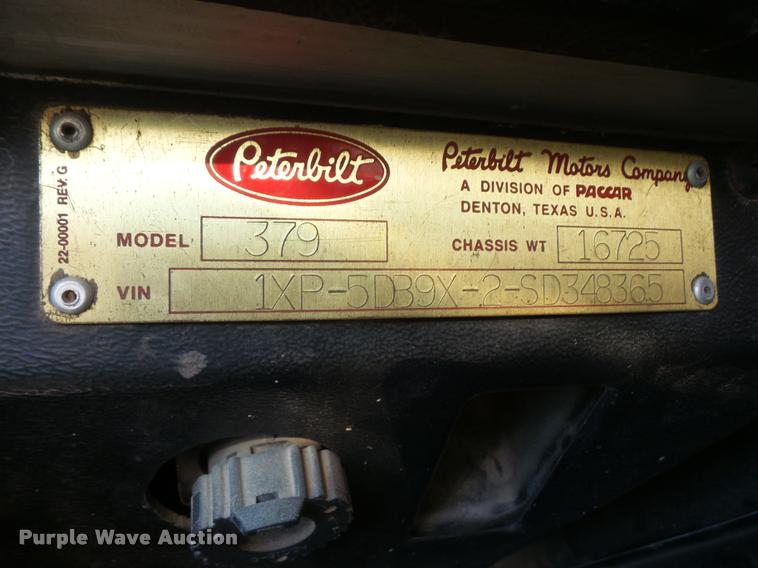 Peterbilt
Peterbilt Motors Company
A DIVISION OF PACCAR
DENTON, TEXAS U.S.A.
22-00001 REV. G
MODEL 379
CHASSIS WT 16725
VIN 1XP-5DB9X-2-SD348365
Purple Wave Auction